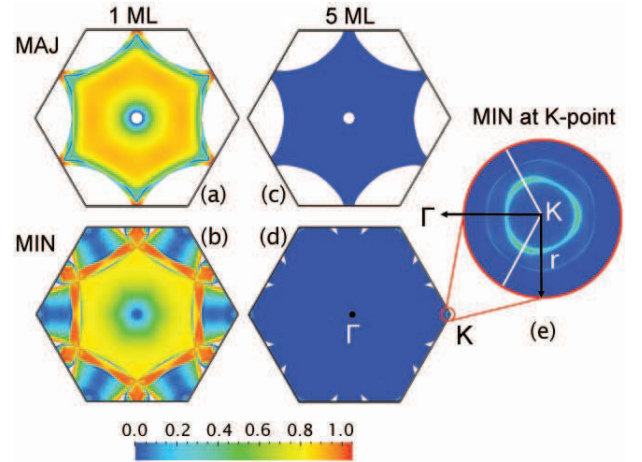 1 ML
5 ML
MAJ
(a)
(c)
MIN at K-point
MIN
(b)
(d)
Γ
K
Γ
K
r
(e)
0.0 0.2 0.4 0.6 0.8 1.0